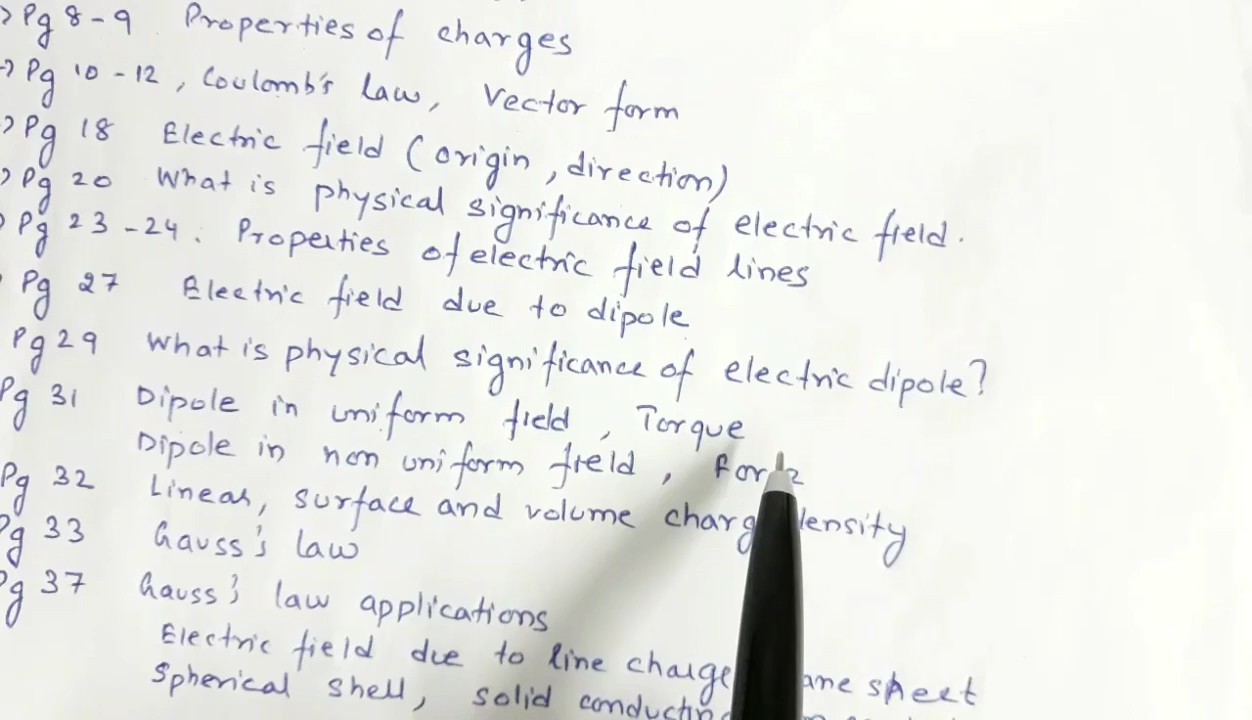 → Pg 8-9 Properties of charges
→ Pg 10-12, Coulomb's law, Vector form
→ Pg 18 Electric field (origin, direction)
→ Pg 20 What is physical significance of electric field.
Pg 23-24. Properties of electric field lines
Pg 27 Electric field due to dipole
Pg 29 What is physical significance of electric dipole?
Pg 31 Dipole in uniform field, Torque
Dipole in non uniform field,
Pg 32 Linear, surface and volume density
Pg 33 Gauss's law
Pg 37 Gauss's law applications
Electric field due to line charge sheet
Spherical shell, solid